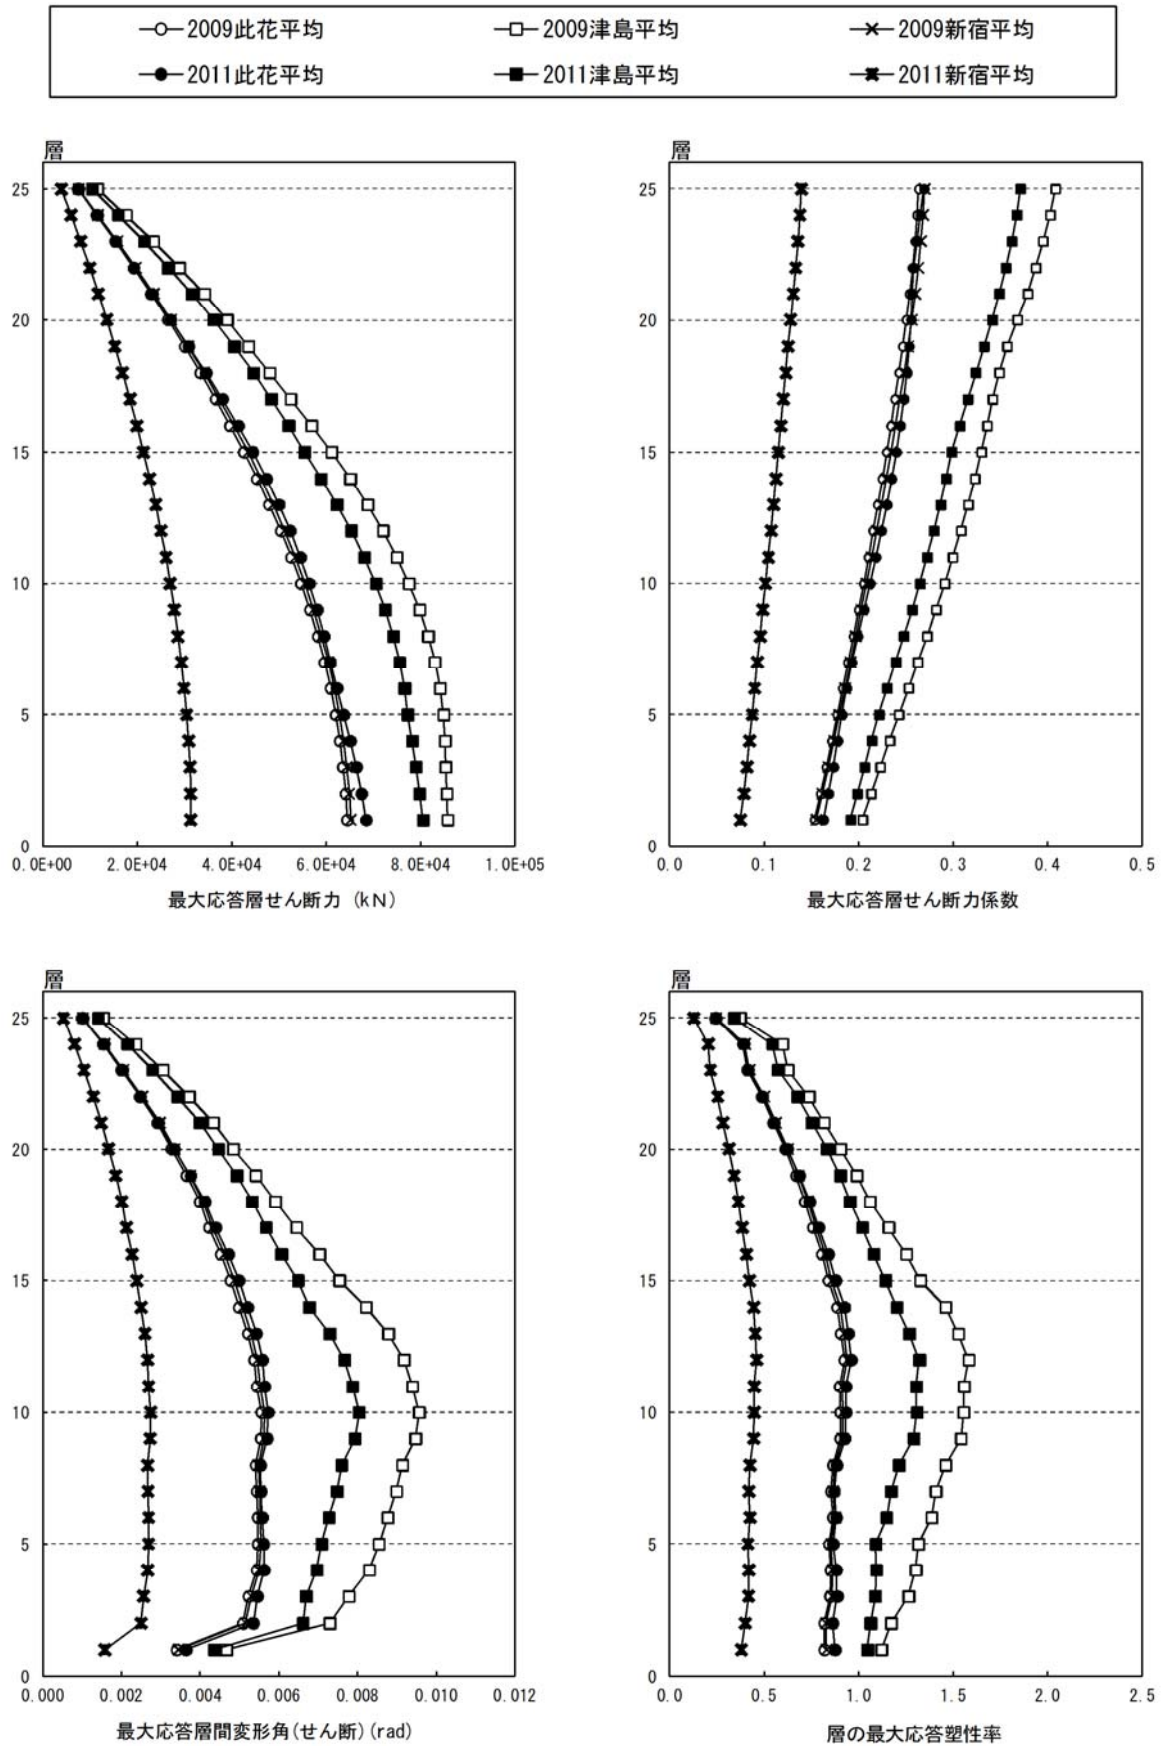 2009此花平均 2009津島平均 2009新宿平均
2011此花平均 2011津島平均 2011新宿平均
層
25
20
15
10
5
0
0.0E+00 2.0E+04 4.0E+04 6.0E+04 8.0E+04 1.0E+05
最大応答層せん断力 (kN)
層
25
20
15
10
5
0
0.0 0.1 0.2 0.3 0.4 0.5
最大応答層せん断力係数
層
25
20
15
10
5
0
0.000 0.002 0.004 0.006 0.008 0.010 0.012
最大応答層間変形角(せん断)(rad)
層
25
20
15
10
5
0
0.0 0.5 1.0 1.5 2.0 2.5
層の最大応答塑性率